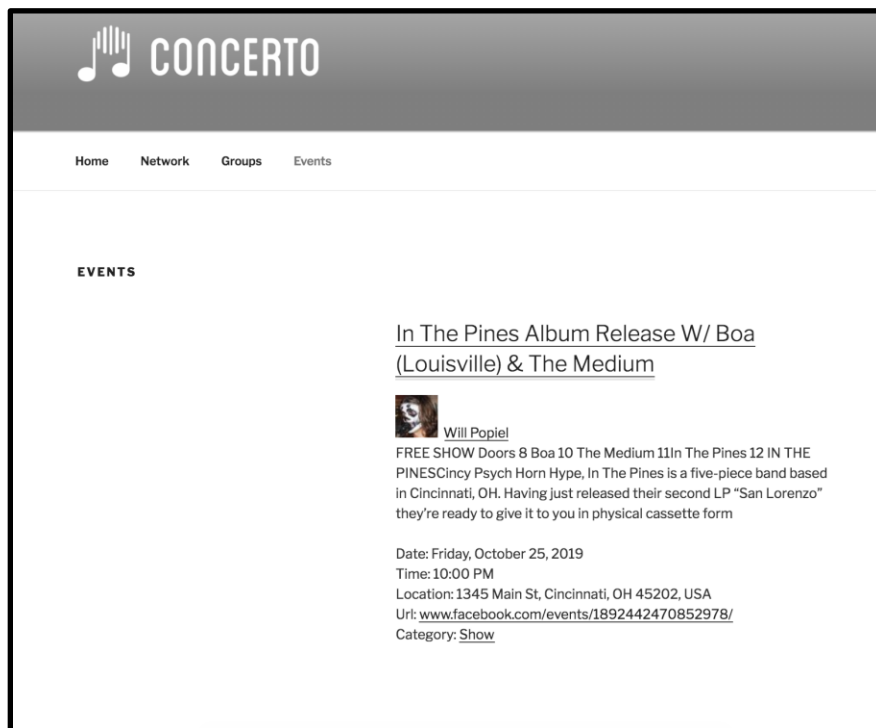 CONCERTO
Home Network Groups Events
EVENTS
In The Pines Album Release W/ Boa
(Louisville) & The Medium
Will Popiel
FREE SHOW Doors 8 Boa 10 The Medium 11In The Pines 12 IN THE
PINESCincy Psych Horn Hype, In The Pines is a five-piece band based
in Cincinnati, OH. Having just released their second LP “San Lorenzo”
they’re ready to give it to you in physical cassette form
Date: Friday, October 25, 2019
Time: 10:00 PM
Location: 1345 Main St, Cincinnati, OH 45202, USA
Url: www.facebook.com/events/1892442470852978/
Category: Show